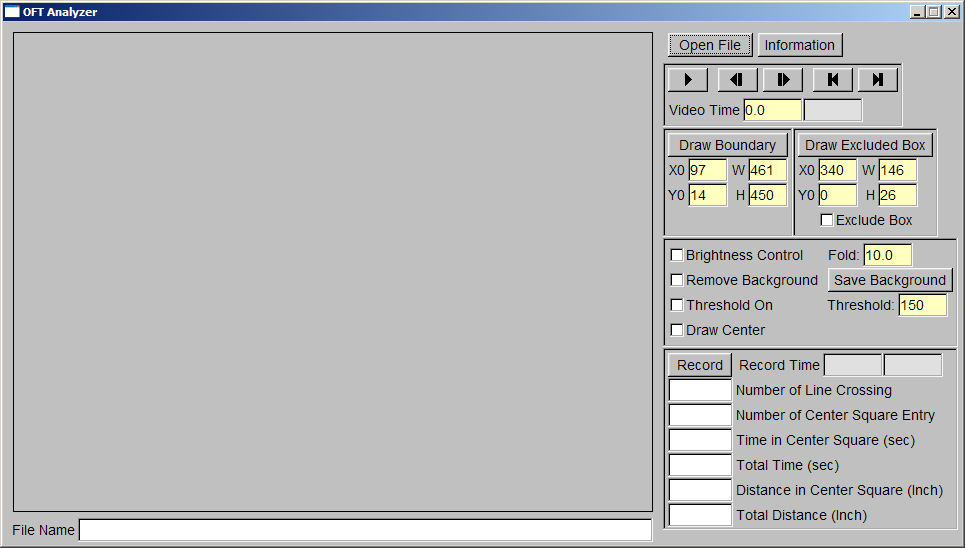 OFT Analyzer
Open File Information
Video Time 0.0
Draw Boundary Draw Excluded Box
X0 97 W 461 X0 340 W 146
Y0 14 H 450 Y0 0 H 26
Exclude Box
Brightness Control Fold: 10.0
Remove Background Save Background
Threshold On Threshold: 150
Draw Center
Record Record Time
Number of Line Crossing
Number of Center Square Entry
Time in Center Square (sec)
Total Time (sec)
Distance in Center Square (Inch)
Total Distance (Inch)
File Name